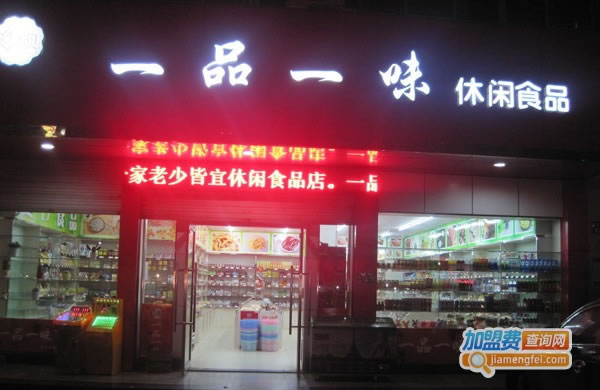 一品一味 休闲食品
家老少皆宜休闲食品店。一品
加盟费查询网
jiamengfei.com